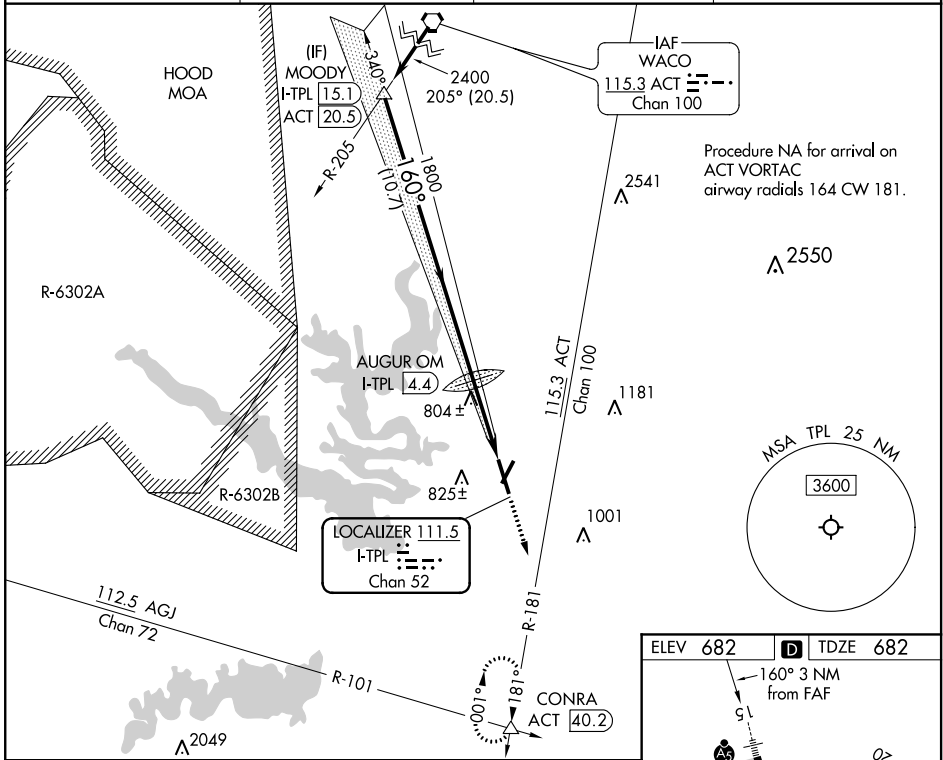 HOOD
MOA
(IF)
MOODY
I-TPL 15.1
ACT 20.5
340°
2400
205° (20.5)
IAF
WACO
115.3 ACT
Chan 100
R-205
160°
(10.7)
1800
Procedure NA for arrival on
ACT VORTAC
airway radials 164 CW 181.
2541
2550
R-6302A
AUGUR OM
I-TPL 4.4
804 ±
115.3 ACT
Chan 100
1181
MSA TPL 25 NM
3600
R-6302B
825±
LOCALIZER 111.5
I-TPL
Chan 52
1001
112.5 AGJ
Chan 72
R-101
R-181
001°
181°
CONRA
ACT 40.2
2049
ELEV 682 D TDZE 682
160° 3 NM
from FAF
15
A5
02